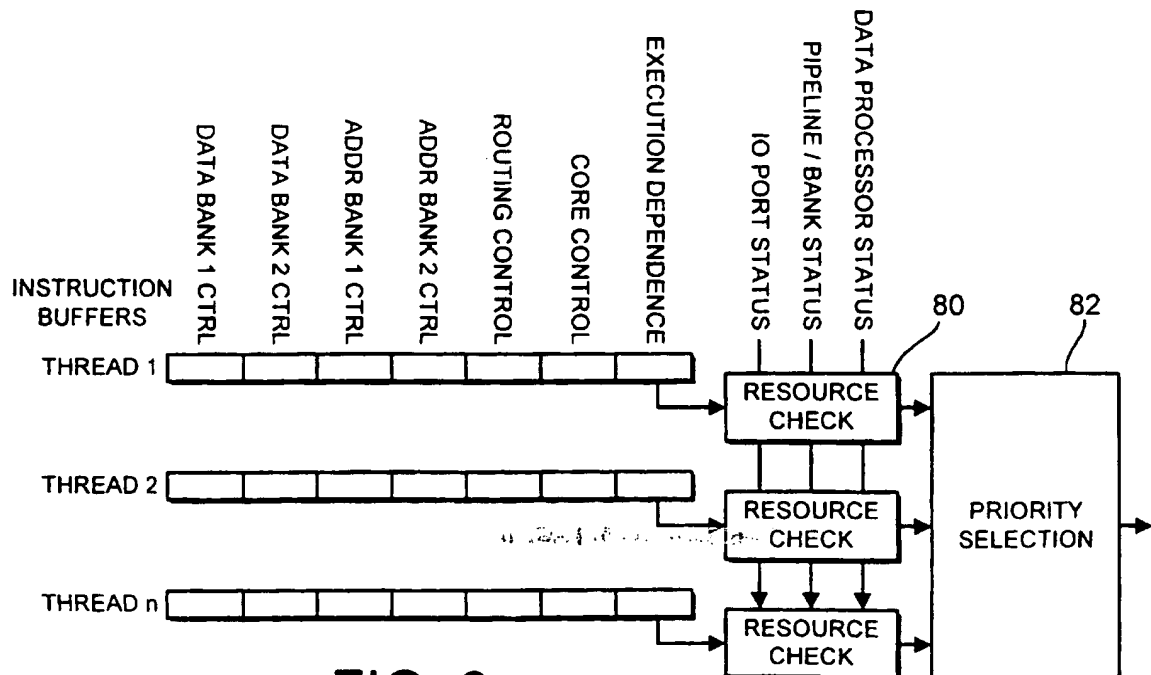 DATA BANK 1 CTRL
DATA BANK 2 CTRL
ADDR BANK 1 CTRL
ADDR BANK 2 CTRL
ROUTING CONTROL
CORE CONTROL
EXECUTION DEPENDENCE
IO PORT STATUS
PIPELINE / BANK STATUS
DATA PROCESSOR STATUS
INSTRUCTION
BUFFERS
80
82
THREAD 1
RESOURCE
CHECK
THREAD 2
RESOURCE
CHECK
PRIORITY
SELECTION
THREAD n
RESOURCE
CHECK